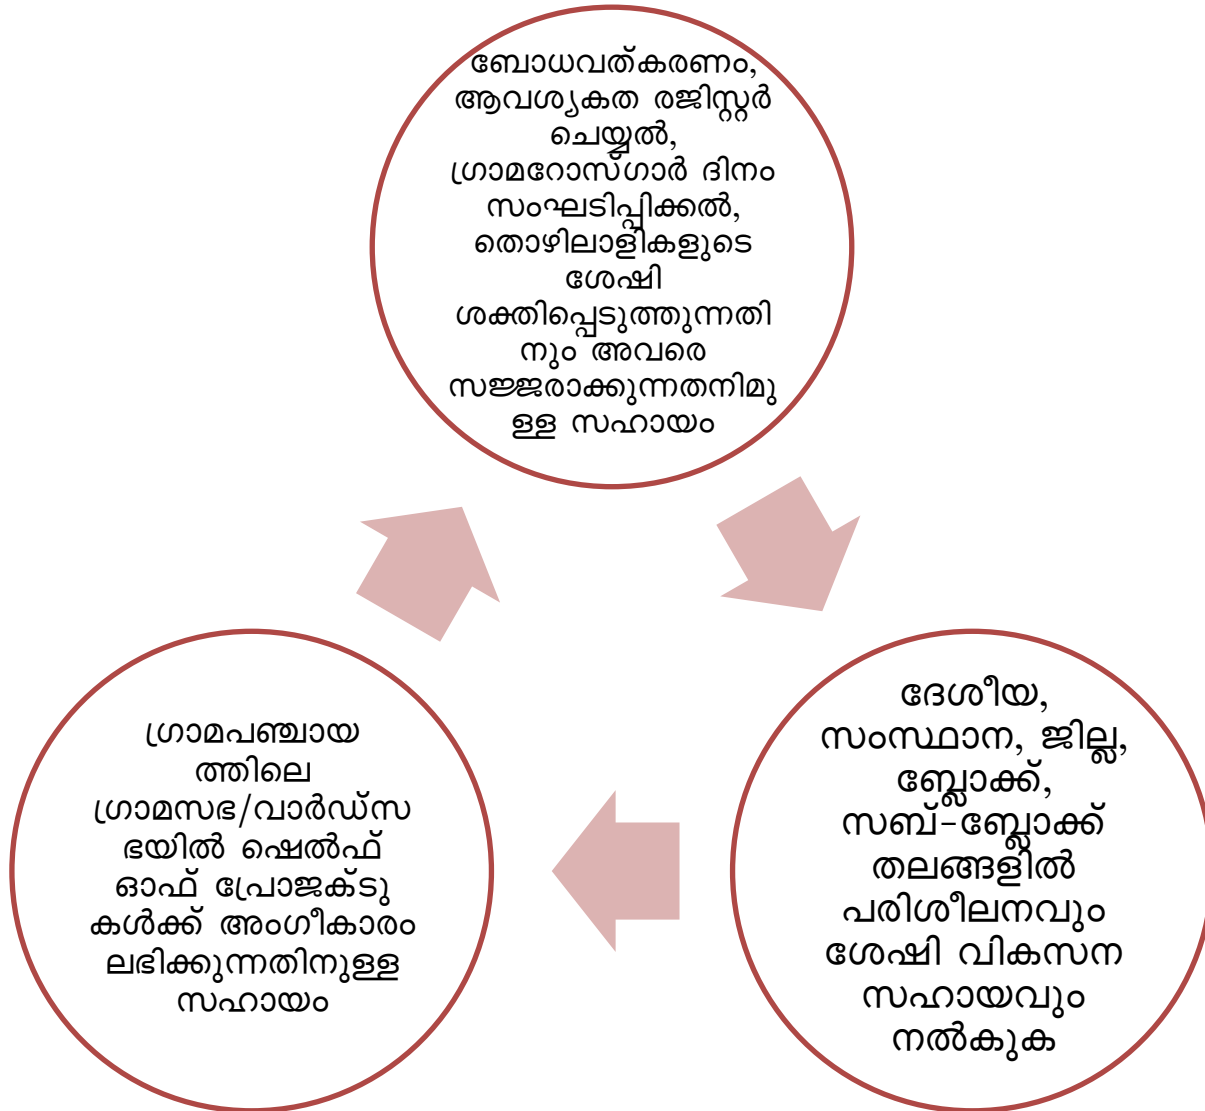 ബോധവത്കരണം,
ആവശ്യകത രജിസ്റ്റർ
ചെയ്യൽ,
ഗ്രാമറോസ്ഗാർ ദിനം
സംഘടിപ്പിക്കൽ,
തൊഴിലാളികളുടെ
ശേഷി
ശക്തിപ്പെടുത്തുന്നതി
നും അവരെ
സജ്ജരാക്കുന്നതനിമു
ള്ള സഹായം
ദേശീയ,
സംസ്ഥാന, ജില്ല,
ബ്ലോക്ക്,
സബ്-ബ്ലോക്ക്
തലങ്ങളിൽ
പരിശീലനവും
ശേഷി വികസന
സഹായവും
നൽകുക
ഗ്രാമപഞ്ചായ
ത്തിലെ
ഗ്രാമസഭ/വാർഡ്സ
ഭയിൽ ഷെൽഫ്
ഓഫ് പ്രോജക്ടു
കൾക്ക് അംഗീകാരം
ലഭിക്കുന്നതിനുള്ള
സഹായം